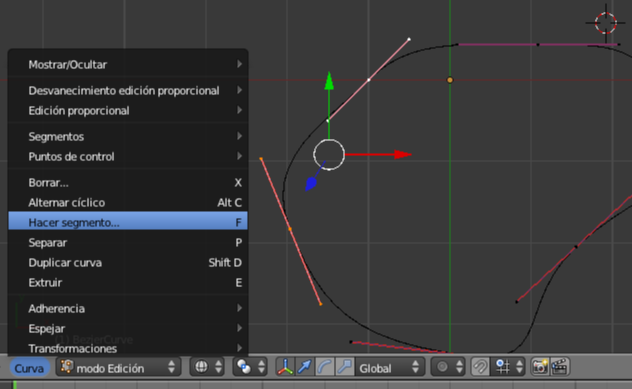 Mostrar/Ocultar
Desvanecimiento edición proporcional
Edición proporcional
Segmentos
Puntos de control
Borrar... X
Alternar cíclico Alt C
Hacer segmento... F
Separar P
Duplicar curva Shift D
Extruir E
Adherencia
Espejar
Transformaciones
Curva modo Edición Global